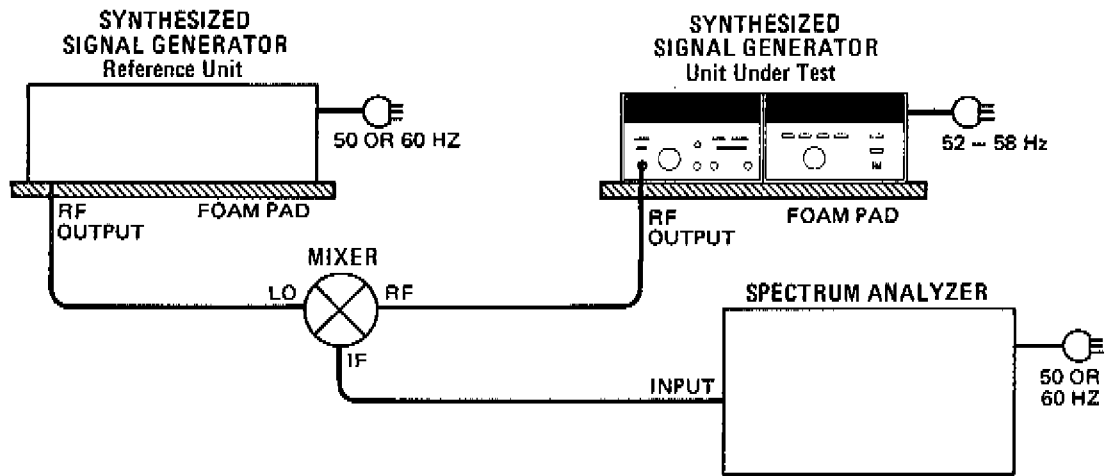 SYNTHESIZED
SIGNAL GENERATOR
Reference Unit
50 OR 60 HZ
RF
OUTPUT
FOAM PAD
SYNTHESIZED
SIGNAL GENERATOR
Unit Under Test
52 – 58 Hz
RF
OUTPUT
FOAM PAD
MIXER
LO
RF
IF
SPECTRUM ANALYZER
INPUT
50 OR
60 HZ